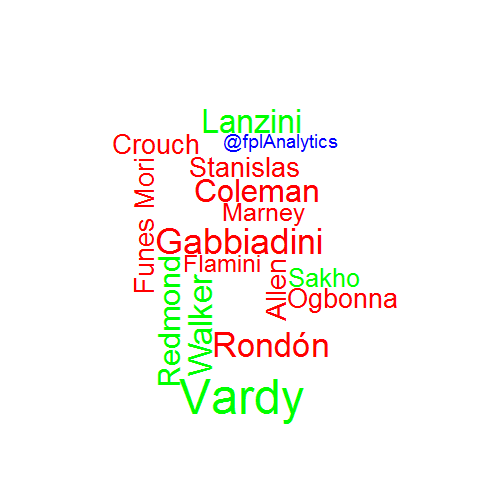 Lanzini
@fplAnalytics
Crouch
Stanislas
Funes Mori
Coleman
Marney
Gabbiadini
Flamini
Redmond
Walker
Allen
Sakho
Ogbonna
Rondón
Vardy